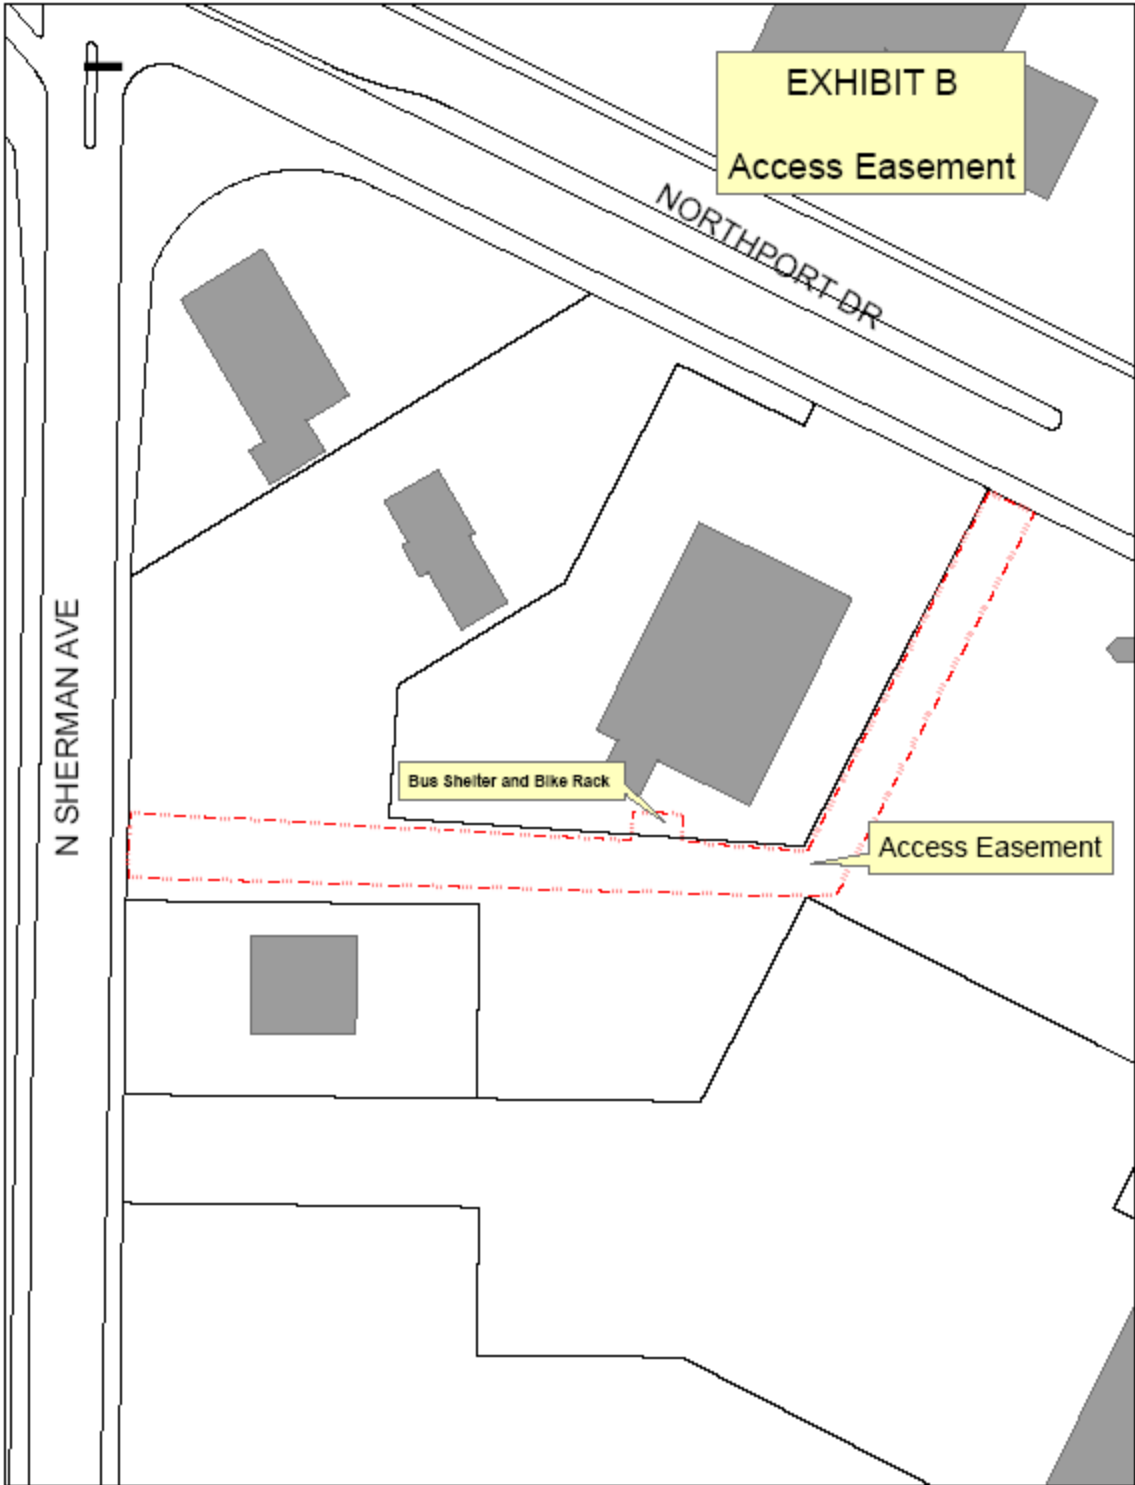 EXHIBIT B
Access Easement
NORTHPORT DR
N SHERMAN AVE
Bus Shelter and Bike Rack
Access Easement